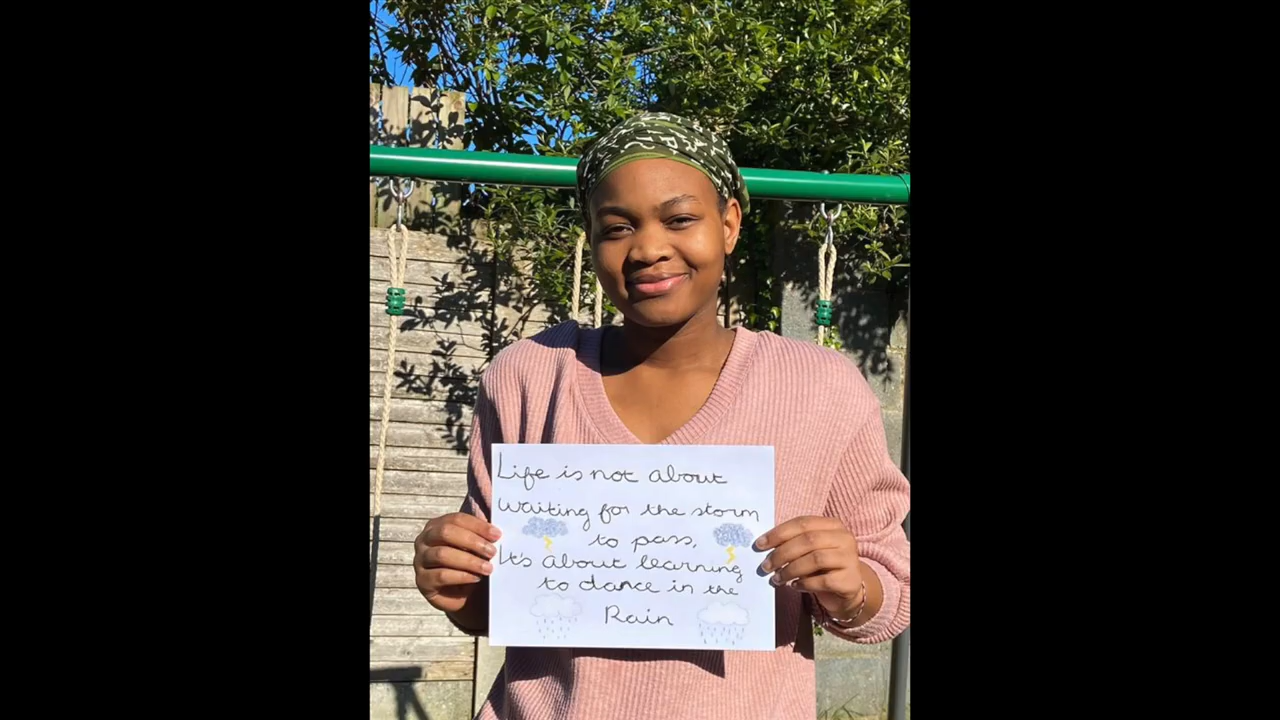 Life is not about
waiting for the storm
to pass,
It's about learning
to dance in the
Rain